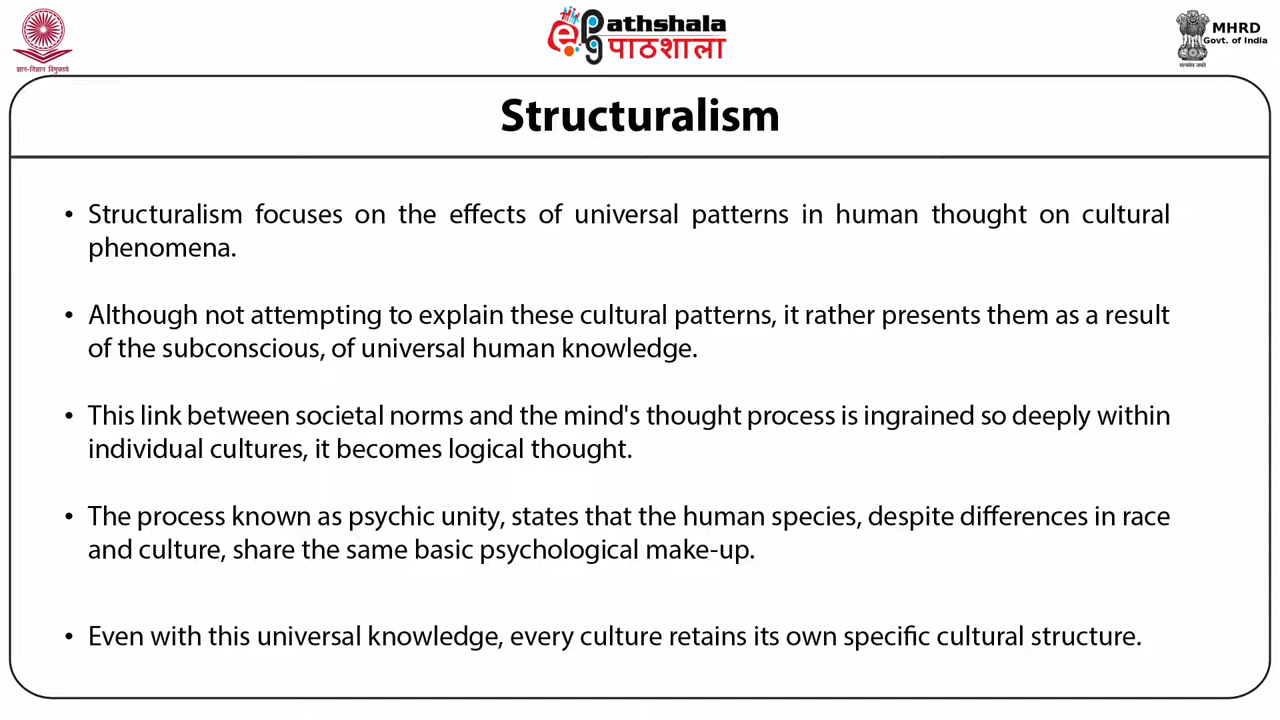 ज्ञान-विज्ञान विमुक्तये
ePG
athshala
पाठशाला
सत्यमेव जयते
MHRD
Govt. of India
Structuralism
• Structuralism focuses on the effects of universal patterns in human thought on cultural
phenomena.
• Although not attempting to explain these cultural patterns, it rather presents them as a result
of the subconscious, of universal human knowledge.
• This link between societal norms and the mind's thought process is ingrained so deeply within
individual cultures, it becomes logical thought.
• The process known as psychic unity, states that the human species, despite differences in race
and culture, share the same basic psychological make-up.
• Even with this universal knowledge, every culture retains its own specific cultural structure.